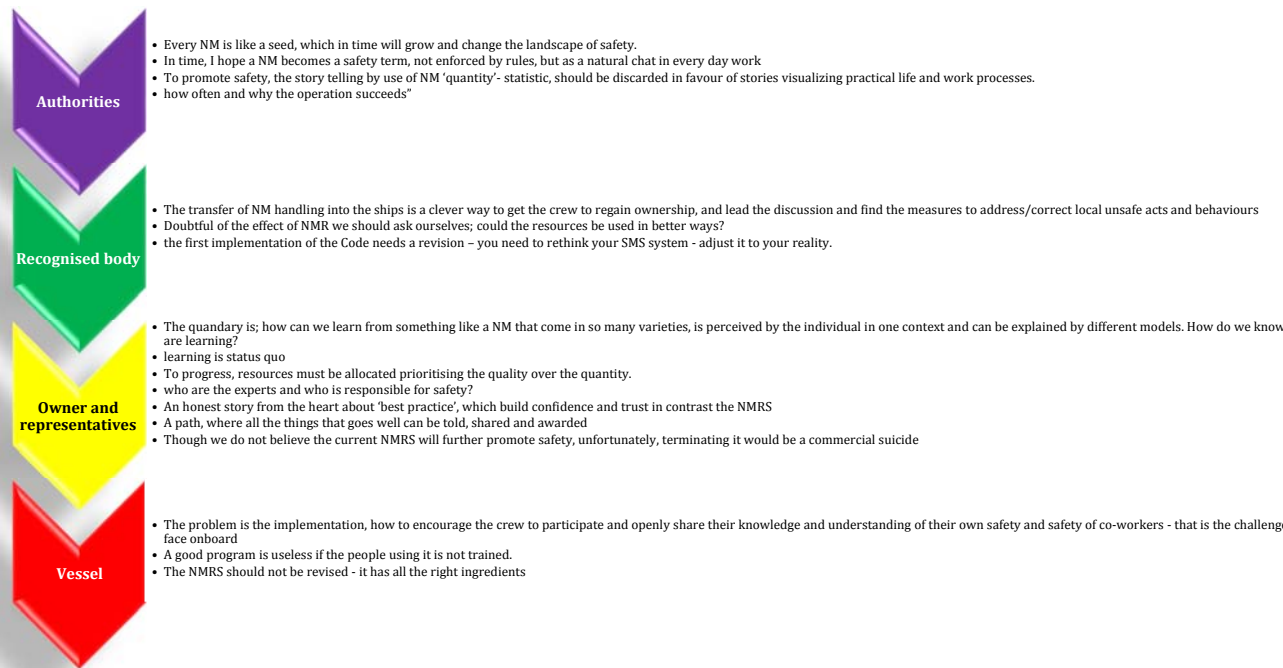 Authorities
• Every NM is like a seed, which in time will grow and change the landscape of safety.
• In time, I hope a NM becomes a safety term, not enforced by rules, but as a natural chat in every day work
• To promote safety, the story telling by use of NM ‘quantity’- statistic, should be discarded in favour of stories visualizing practical life and work processes.
• how often and why the operation succeeds”
Recognised body
• The transfer of NM handling into the ships is a clever way to get the crew to regain ownership, and lead the discussion and find the measures to address/correct local unsafe acts and behaviours
• Doubtful of the effect of NMR we should ask ourselves; could the resources be used in better ways?
• the first implementation of the Code needs a revision – you need to rethink your SMS system - adjust it to your reality.
Owner and
representatives
• The quandary is; how can we learn from something like a NM that come in so many varieties, is perceived by the individual in one context and can be explained by different models. How do we know
are learning?
• learning is status quo
• To progress, resources must be allocated prioritising the quality over the quantity.
• who are the experts and who is responsible for safety?
• An honest story from the heart about ‘best practice’, which build confidence and trust in contrast the NMRS
• A path, where all the things that goes well can be told, shared and awarded
• Though we do not believe the current NMRS will further promote safety, unfortunately, terminating it would be a commercial suicide
Vessel
• The problem is the implementation, how to encourage the crew to participate and openly share their knowledge and understanding of their own safety and safety of co-workers - that is the challenge
face onboard
• A good program is useless if the people using it is not trained.
• The NMRS should not be revised - it has all the right ingredients